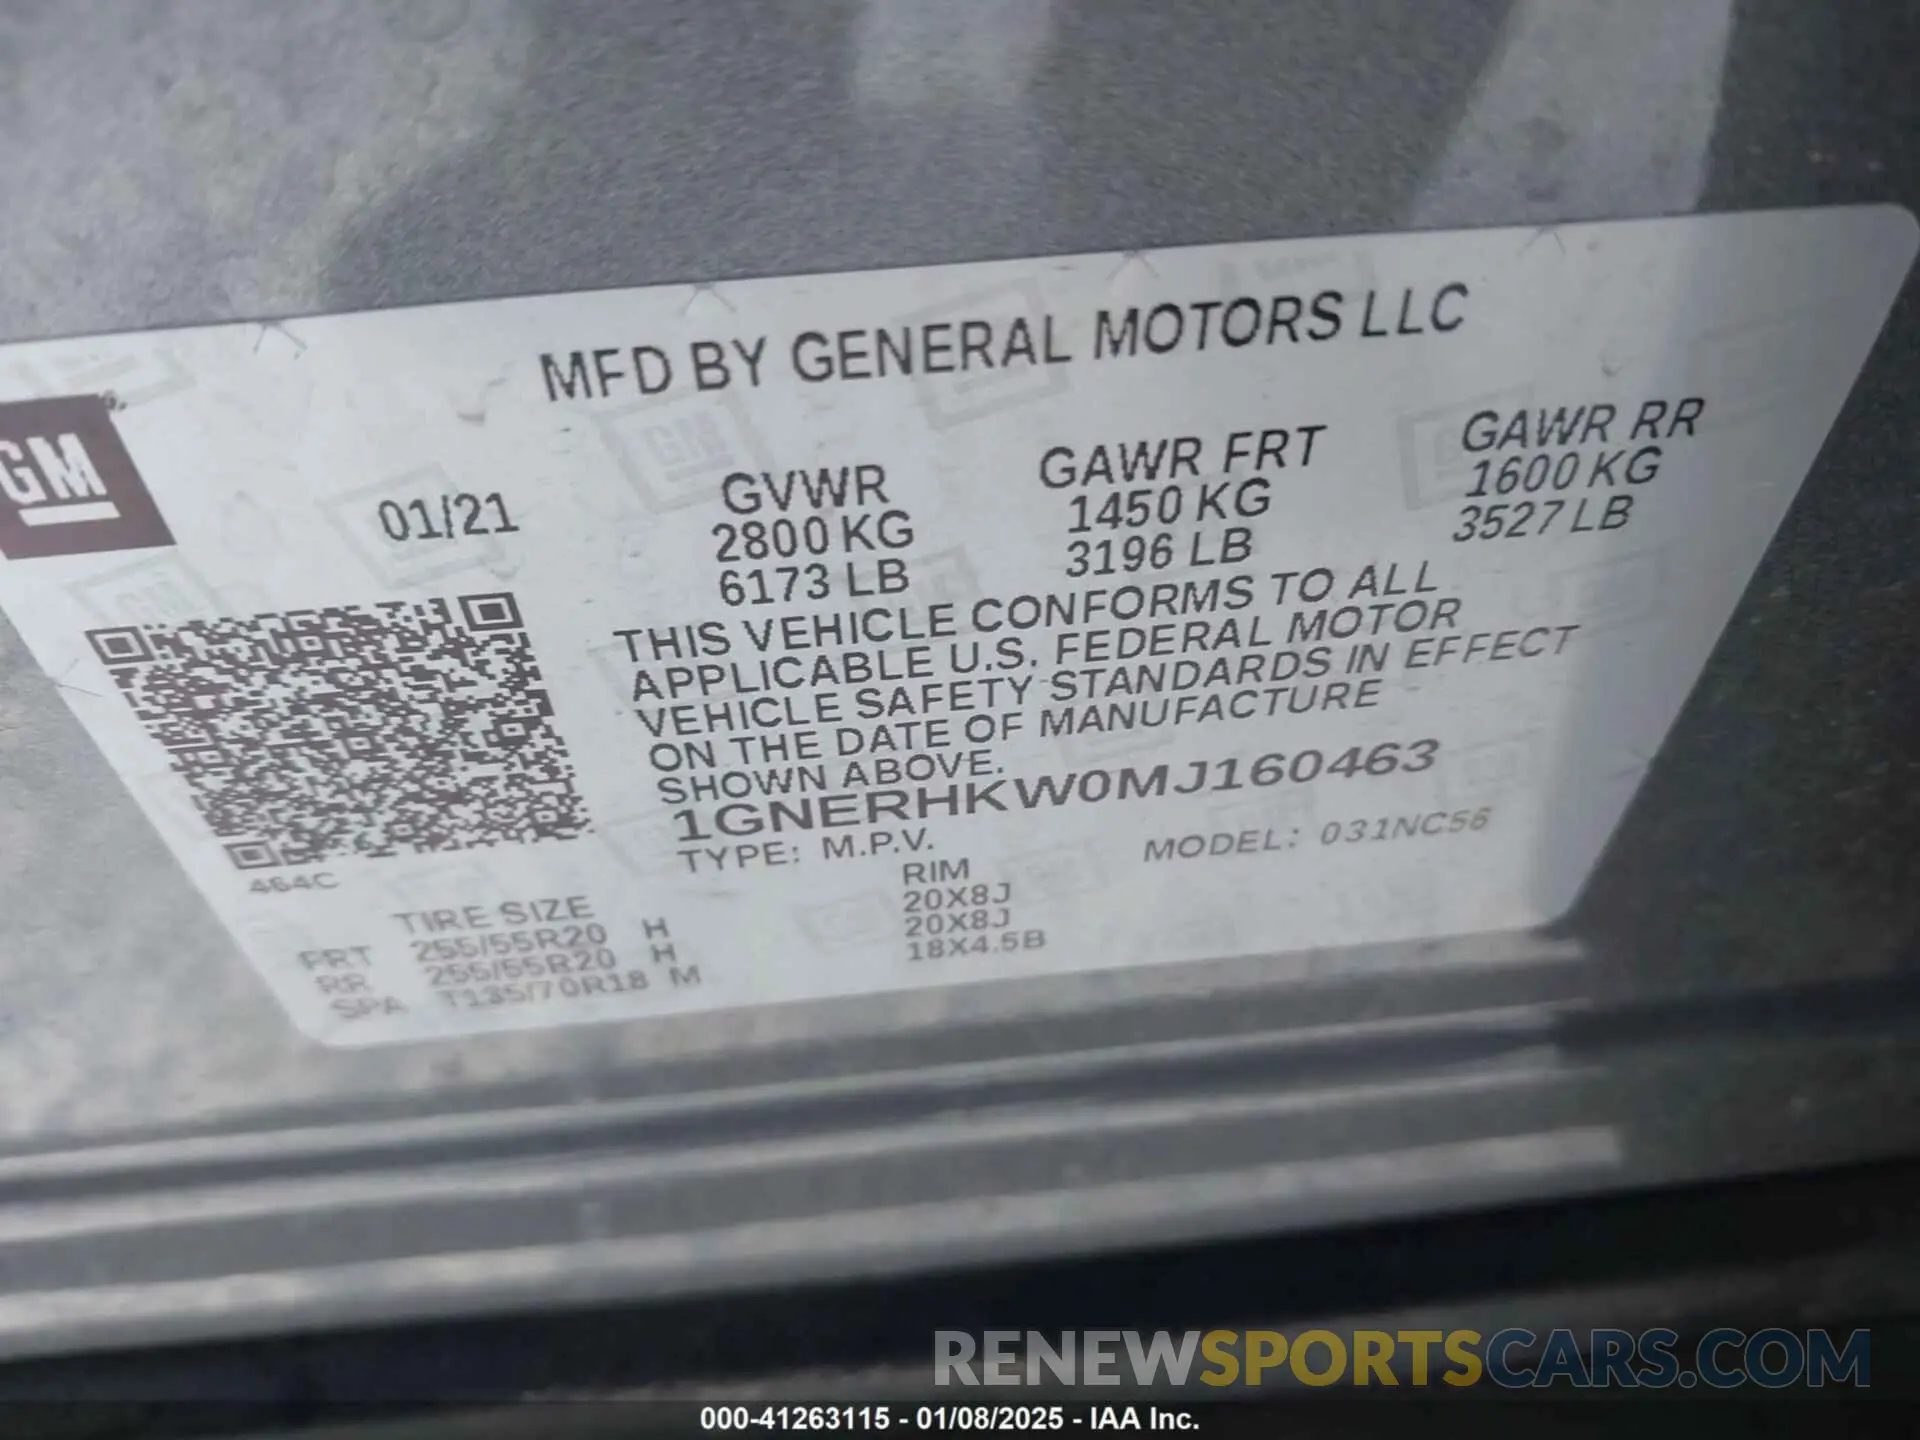 MFD BY GENERAL MOTORS LLC
GM
01/21
GVWR
2800 KG
6173 LB
GAWR FRT
1450 KG
3196 LB
GAWR RR
1600 KG
3527 LB
THIS VEHICLE CONFORMS TO ALL
APPLICABLE U.S. FEDERAL MOTOR
VEHICLE SAFETY STANDARDS IN EFFECT
ON THE DATE OF MANUFACTURE
SHOWN ABOVE.
1GNERHKW0MJ160463
TYPE: M.P.V.
MODEL: 031NC56
464C
TIRE SIZE
RIM
FRT 255/55R20 H 20X8J
RR 255/55R20 H 20X8J
SPA T135/70R18 M 18X4.5B
RENEWSPORTSCARS.COM
000-41263115 - 01/08/2025 - IAA Inc.